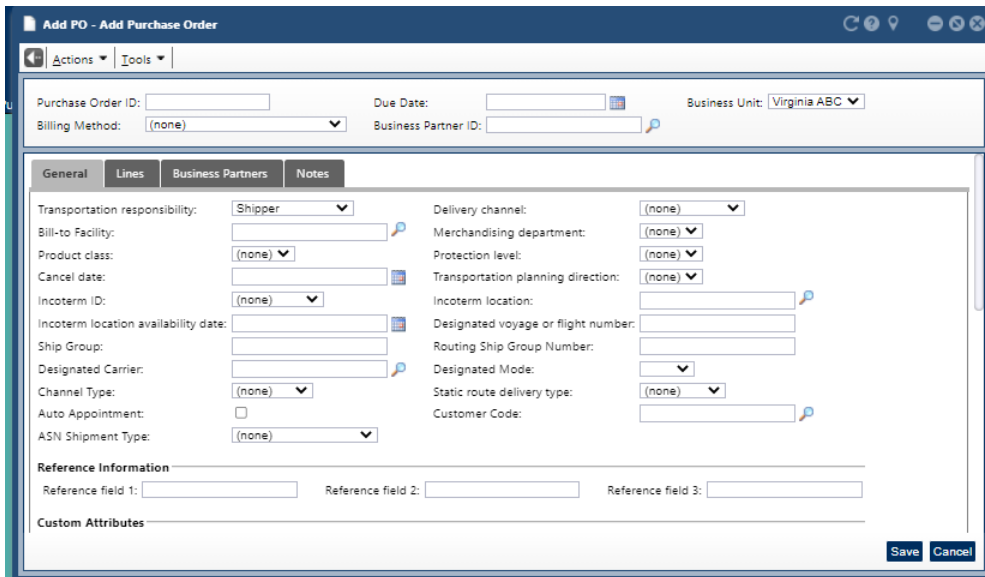 Add PO - Add Purchase Order
Actions Tools
Purchase Order ID: Due Date: Business Unit: Virginia ABC
Billing Method: (none) Business Partner ID:
General Lines Business Partners Notes
Transportation responsibility: Shipper Delivery channel: (none)
Bill-to Facility: Merchandising department: (none)
Product class: (none) Protection level: (none)
Cancel date: Transportation planning direction: (none)
Incoterm ID: (none) Incoterm location:
Incoterm location availability date: Designated voyage or flight number:
Ship Group: Routing Ship Group Number:
Designated Carrier: Designated Mode:
Channel Type: (none) Static route delivery type: (none)
Auto Appointment: Customer Code:
ASN Shipment Type: (none)
Reference Information
Reference field 1: Reference field 2: Reference field 3:
Custom Attributes
Save Cancel